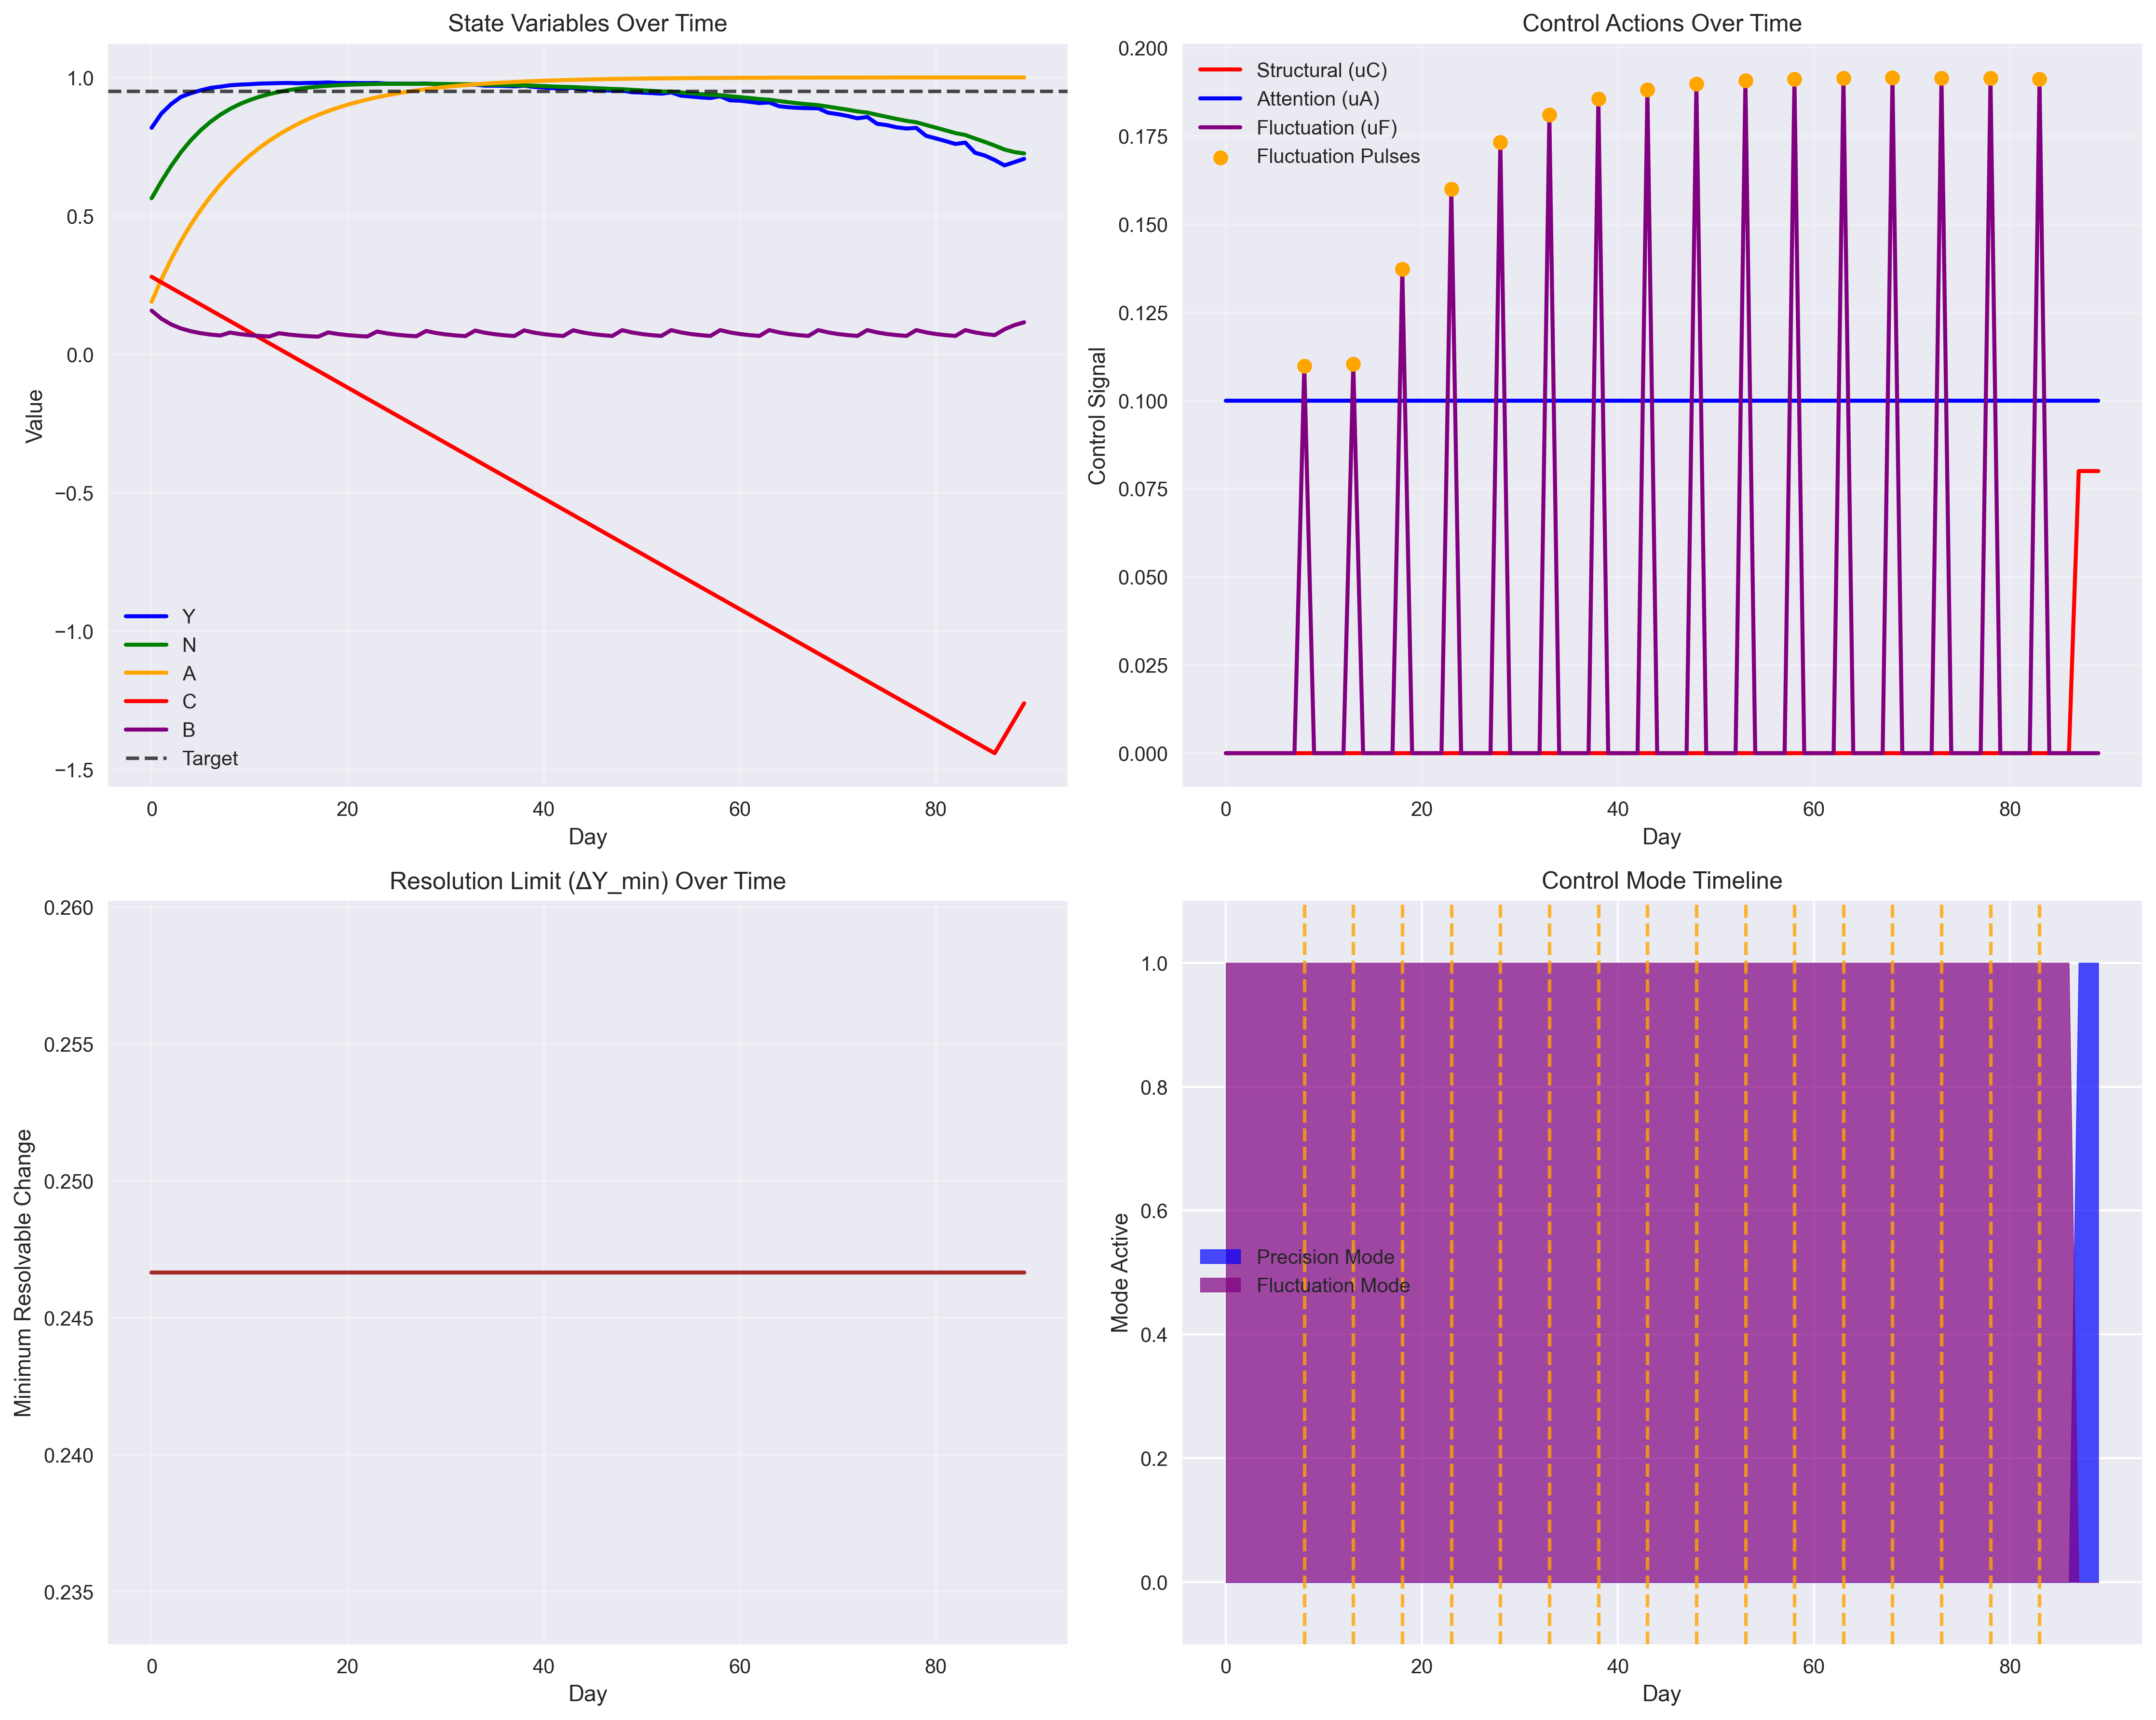 State Variables Over Time
Value
1.0
0.5
0.0
−0.5
−1.0
−1.5
Y
N
A
C
B
Target
0
20
40
60
80
Day
Control Actions Over Time
Control Signal
0.200
0.175
0.150
0.125
0.100
0.075
0.050
0.025
0.000
Structural (uC)
Attention (uA)
Fluctuation (uF)
Fluctuation Pulses
0
20
40
60
80
Day
Resolution Limit (ΔY_min) Over Time
Minimum Resolvable Change
0.260
0.255
0.250
0.245
0.240
0.235
0
20
40
60
80
Day
Control Mode Timeline
Mode Active
1.0
0.8
0.6
0.4
0.2
0.0
Precision Mode
Fluctuation Mode
0
20
40
60
80
Day